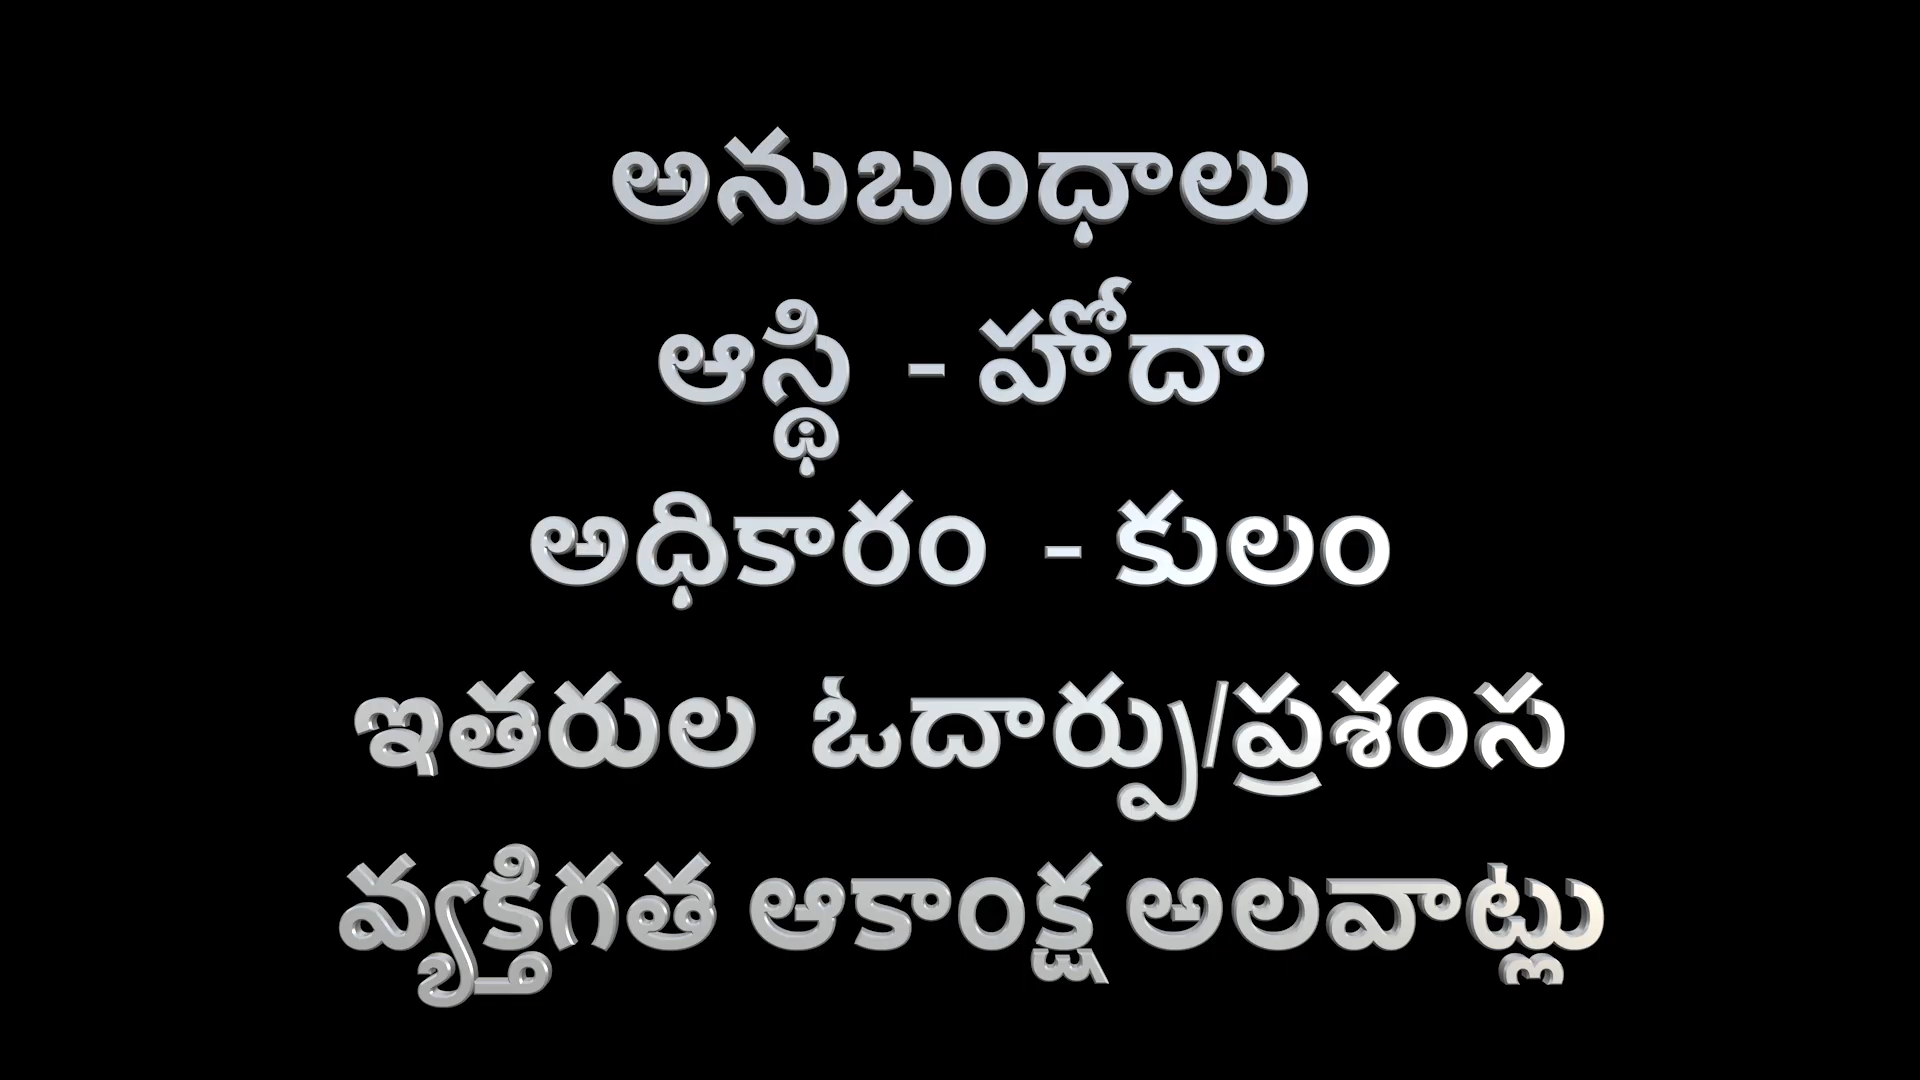 అనుబంధాలు
ఆస్థి - హోదా
అధికారం - కులం
ఇతరుల ఓదార్పు/ప్రశంస
వ్యక్తిగత ఆకాంక్ష అలవాట్లు